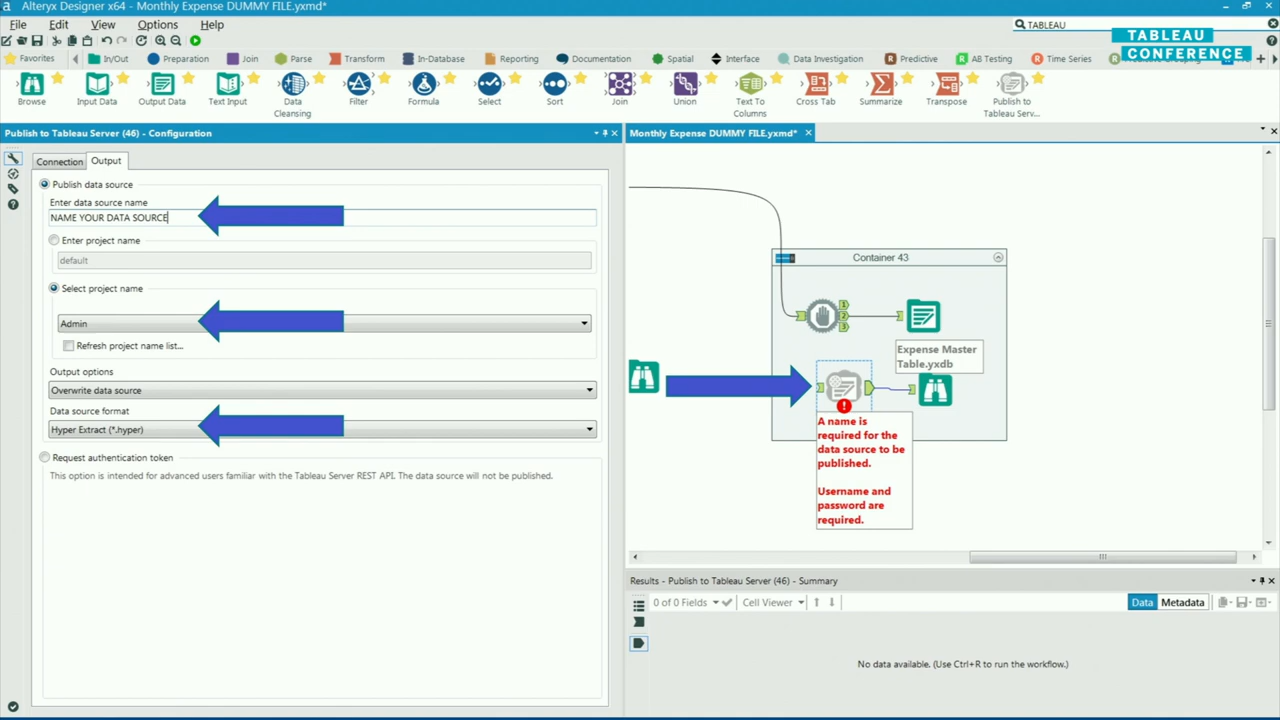 Alteryx Designer x64 - Monthly Expense DUMMY FILE.yxmd*
File Edit View Options Help
TABLEAU
TABLEAU
CONFERENCE
Favorites In/Out Preparation Join Parse Transform In-Database Reporting Documentation Spatial Interface Data Investigation Predictive AB Testing Time Series
Browse Input Data Output Data Text Input Data Cleansing Filter Formula Select Sort Join Union Text To Columns Cross Tab Summarize Transpose Publish to Tableau Serv...
Publish to Tableau Server (46) - Configuration
Monthly Expense DUMMY FILE.yxmd*
Connection Output
Publish data source
Enter data source name
NAME YOUR DATA SOURCE
Enter project name
default
Select project name
Admin
Refresh project name list...
Output options
Overwrite data source
Data source format
Hyper Extract (*.hyper)
Request authentication token
This option is intended for advanced users familiar with the Tableau Server REST API. The data source will not be published.
Container 43
1
2
3
Expense Master
Table.yxdb
A name is
required for the
data source to be
published.
Username and
password are
required.
Results - Publish to Tableau Server (46) - Summary
0 of 0 Fields Cell Viewer Data Metadata
No data available. (Use Ctrl+R to run the workflow.)